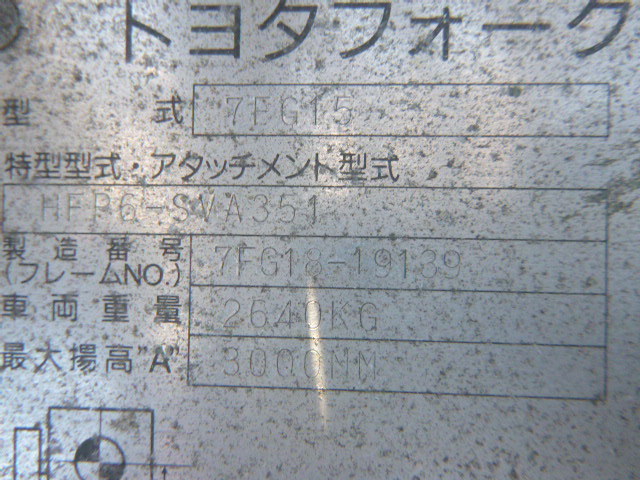 トヨタフォーク
型式 7FG15
特型型式・アタッチメント型式
HFP6-SVA351
製造番号
(フレームNO.) 7FG18-19139
車両重量 2640KG
最大揚高"A" 3000MM